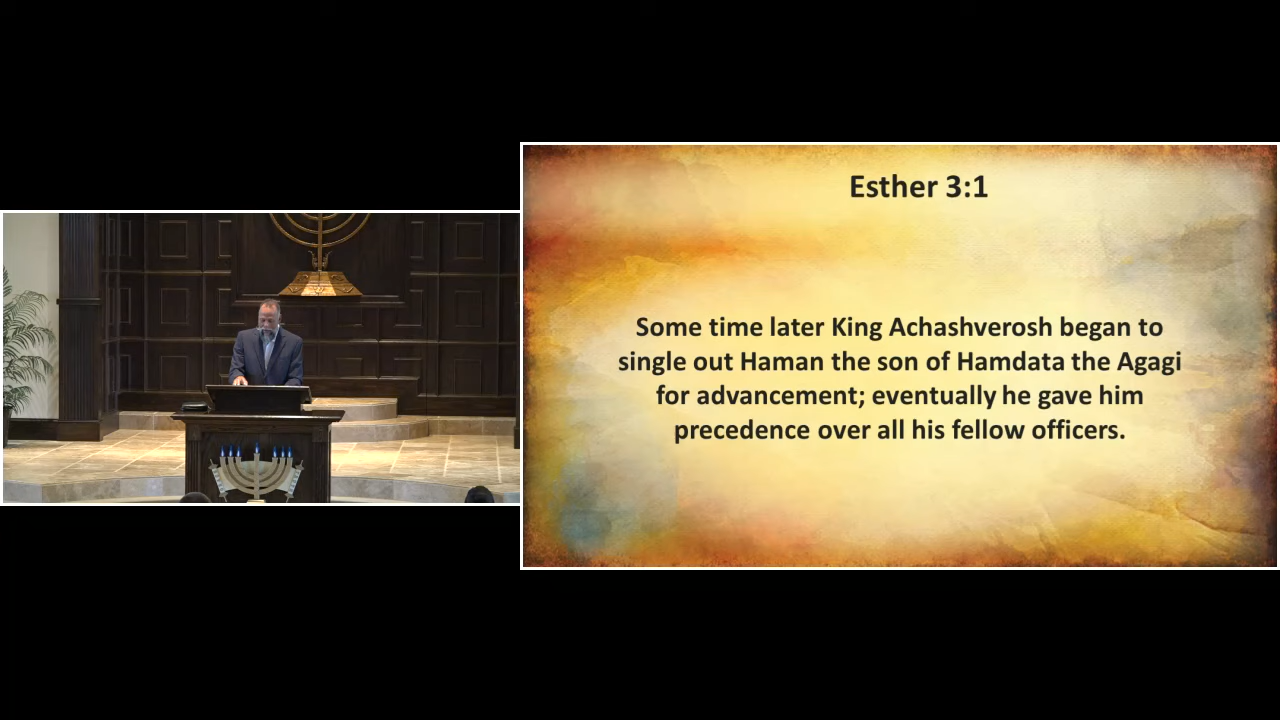 Esther 3:1
Some time later King Achashverosh began to
single out Haman the son of Hamdata the Agagi
for advancement; eventually he gave him
precedence over all his fellow officers.